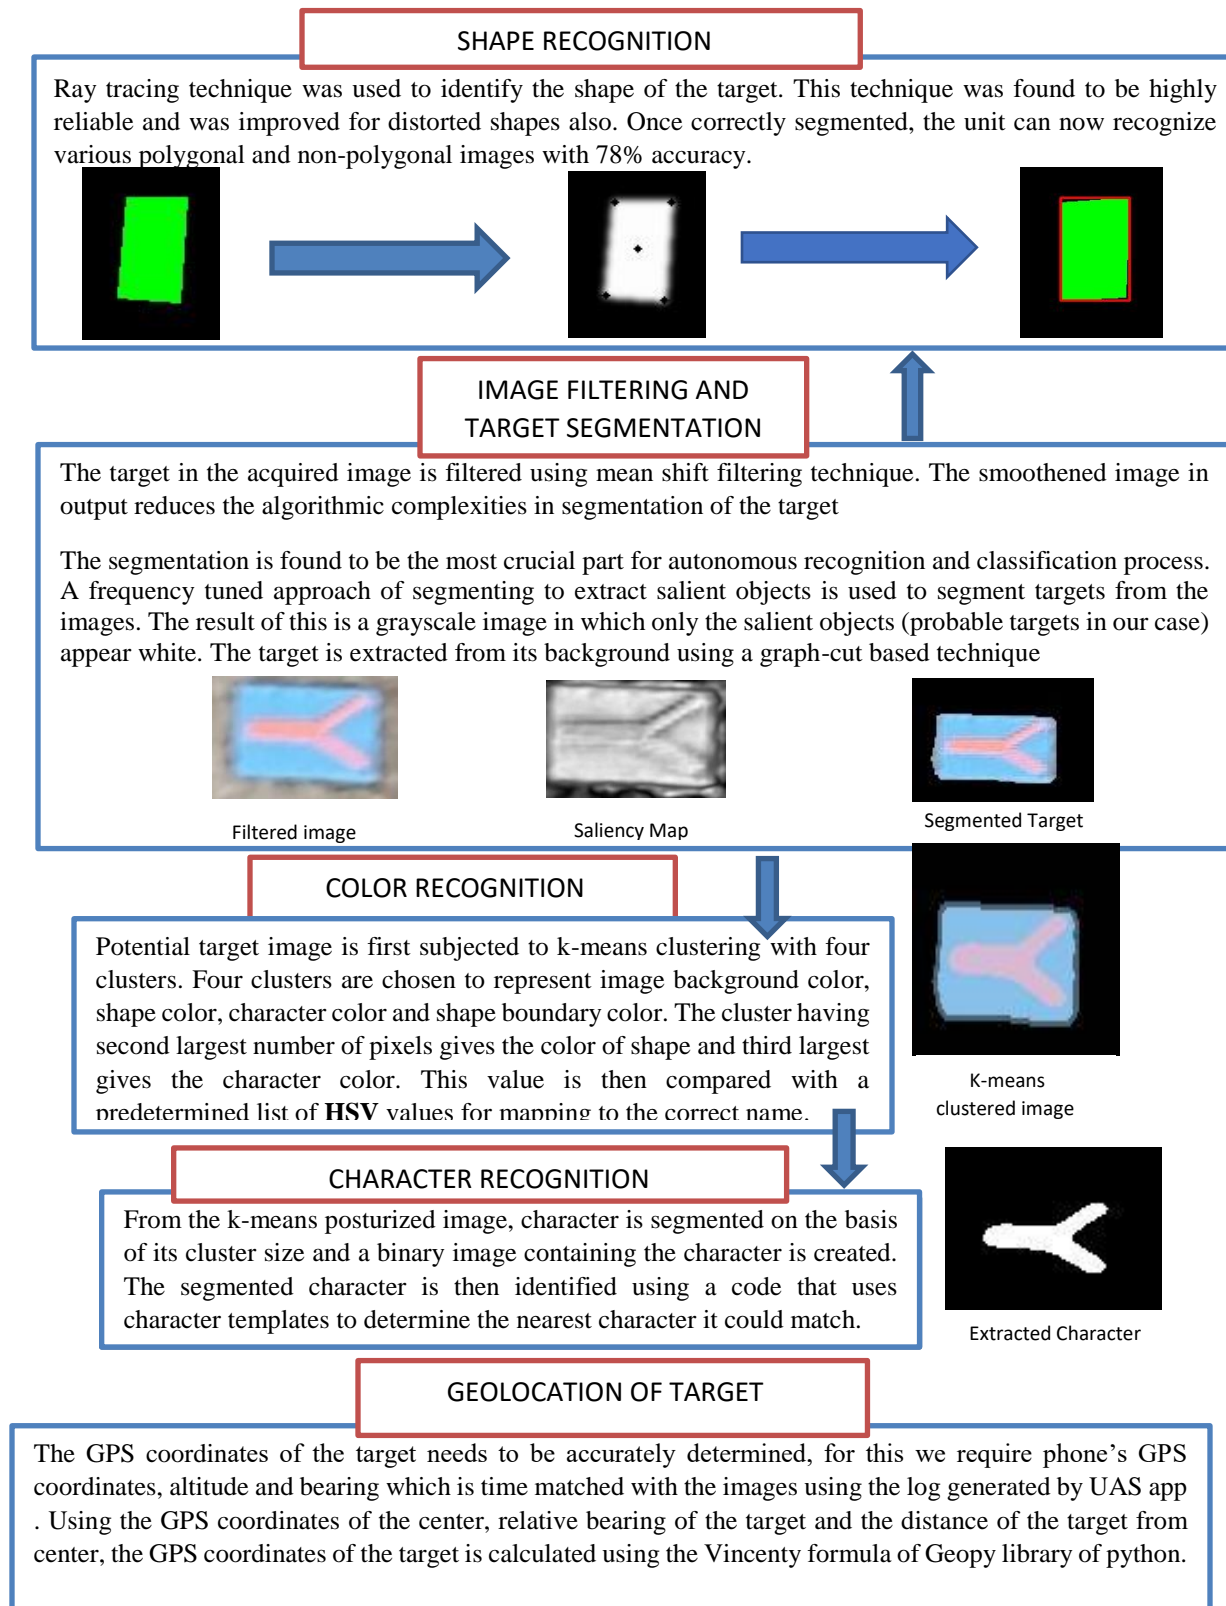 SHAPE RECOGNITION
Ray tracing technique was used to identify the shape of the target. This technique was found to be highly
reliable and was improved for distorted shapes also. Once correctly segmented, the unit can now recognize
various polygonal and non-polygonal images with 78% accuracy.
IMAGE FILTERING AND
TARGET SEGMENTATION
The target in the acquired image is filtered using mean shift filtering technique. The smoothened image in
output reduces the algorithmic complexities in segmentation of the target
The segmentation is found to be the most crucial part for autonomous recognition and classification process.
A frequency tuned approach of segmenting to extract salient objects is used to segment targets from the
images. The result of this is a grayscale image in which only the salient objects (probable targets in our case)
appear white. The target is extracted from its background using a graph-cut based technique
Filtered image
Saliency Map
Segmented Target
COLOR RECOGNITION
Potential target image is first subjected to k-means clustering with four
clusters. Four clusters are chosen to represent image background color,
shape color, character color and shape boundary color. The cluster having
second largest number of pixels gives the color of shape and third largest
gives the character color. This value is then compared with a
predetermined list of HSV values for mapping to the correct name.
K-means
clustered image
CHARACTER RECOGNITION
From the k-means posturized image, character is segmented on the basis
of its cluster size and a binary image containing the character is created.
The segmented character is then identified using a code that uses
character templates to determine the nearest character it could match.
Extracted Character
GEOLOCATION OF TARGET
The GPS coordinates of the target needs to be accurately determined, for this we require phone's GPS
coordinates, altitude and bearing which is time matched with the images using the log generated by UAS app
. Using the GPS coordinates of the center, relative bearing of the target and the distance of the target from
center, the GPS coordinates of the target is calculated using the Vincenty formula of Geopy library of python.